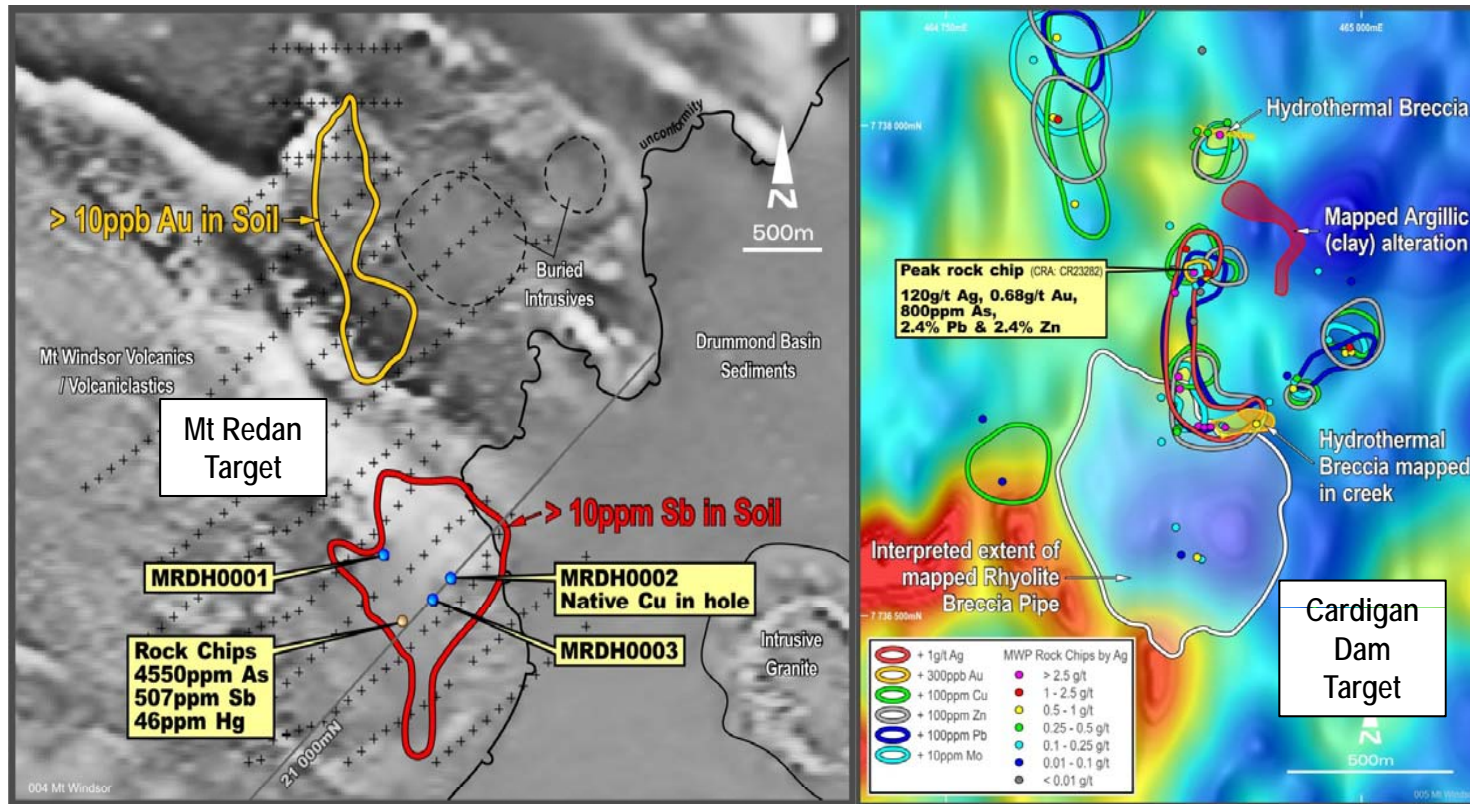 unconformity
N
500m
> 10ppb Au in Soil
Buried
Intrusives
Mt Windsor Volcanics
/ Volcaniclastics
Drummond Basin
Sediments
Mt Redan
Target
> 10ppm Sb in Soil
MRDH0001
MRDH0002
Native Cu in hole
MRDH0003
Rock Chips
4550ppm As
507ppm Sb
46ppm Hg
Intrusive
Granite
21 000mN
004 Mt Windsor
464 750mE
465 000mE
7 738 000mN
Hydrothermal Breccia
Mapped Argillic
(clay) alteration
Peak rock chip (CRA: CR23282)
120g/t Ag, 0.68g/t Au,
800ppm As,
2.4% Pb & 2.4% Zn
Hydrothermal
Breccia mapped
in creek
Interpreted extent of
mapped Rhyolite
Breccia Pipe
7 736 500mN
Cardigan
Dam
Target
N
500m
+ 1g/t Ag
+ 300ppb Au
+ 100ppm Cu
+ 100ppm Zn
+ 100ppm Pb
+ 10ppm Mo
MWP Rock Chips by Ag
> 2.5 g/t
1 - 2.5 g/t
0.5 - 1 g/t
0.25 - 0.5 g/t
0.1 - 0.25 g/t
0.01 - 0.1 g/t
< 0.01 g/t
005 Mt Windsor